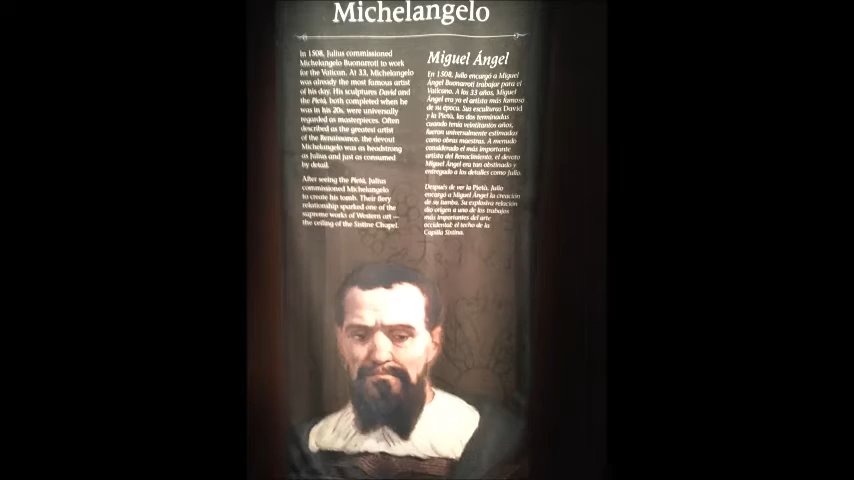 Michelangelo
In 1508, Julius commissioned
Michelangelo Buonarroti to work
for the Vatican. At 33, Michelangelo
was already the most famous artist
of his day. His sculptures David and
the Pietà, both completed when he
was in his 20s, were universally
regarded as masterpieces. Often
described as the greatest artist
of the Renaissance, the devout
Michelangelo was as headstrong
as Julius and just as consumed
by detail.
After seeing the Pietà, Julius
commissioned Michelangelo
to create his tomb. Their fiery
relationship sparked one of the
supreme works of Western art —
the ceiling of the Sistine Chapel.
Miguel Ángel
En 1508, Julio encargó a Miguel
Ángel Buonarroti trabajar para el
Vaticano. A los 33 años, Miguel
Ángel era ya el artista más famoso
de su época. Sus esculturas David
y la Pietà, las dos terminadas
cuando tenía veintitantos años,
fueron universalmente estimadas
como obras maestras. A menudo
considerado el más importante
artista del Renacimiento, el devoto
Miguel Ángel era tan obstinado y
entregado a los detalles como Julio.
Después de ver la Pietà, Julio
encargó a Miguel Ángel la creación
de su tumba. Su explosiva relación
dio origen a uno de los trabajos
más importantes del arte
occidental: el techo de la
Capilla Sixtina.